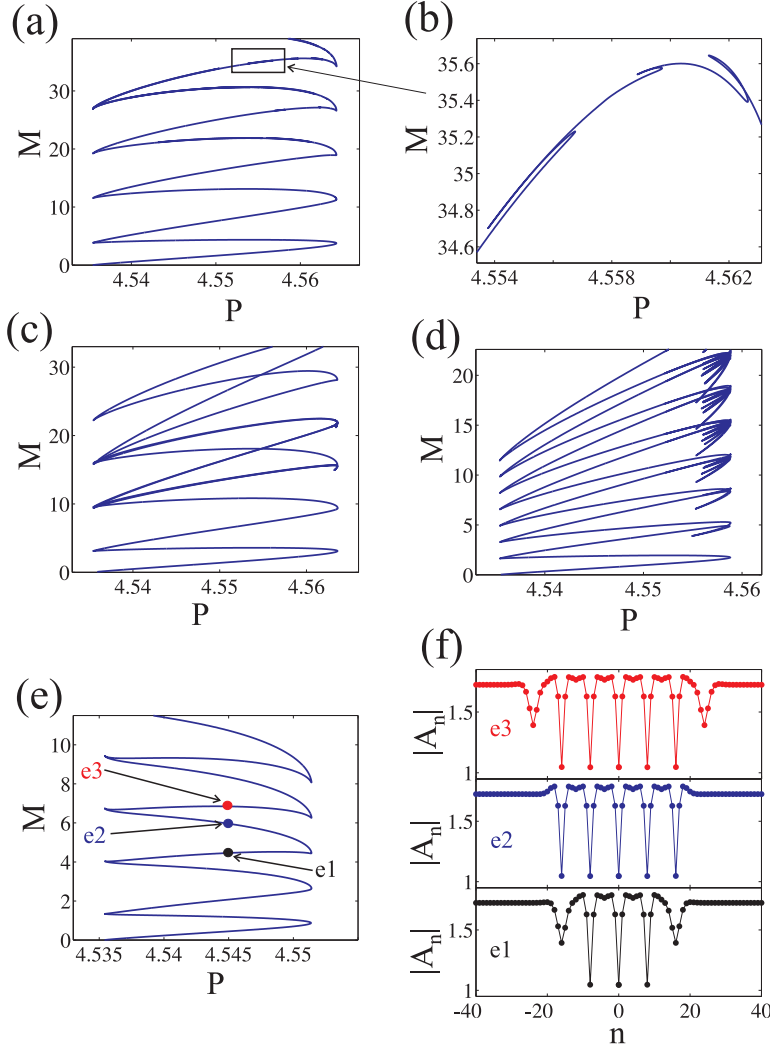 (a)
M
30
20
10
0
4.54
4.55
4.56
P
(b)
M
35.6
35.4
35.2
35
34.8
34.6
4.554
4.558
4.562
P
(c)
M
30
20
10
0
4.54
4.55
4.56
P
(d)
M
20
15
10
5
0
4.54
4.55
4.56
P
(e)
M
10
8
6
4
2
0
e3
e2
e1
4.535
4.54
4.545
4.55
P
(f)
|Aₙ|
1.5
1
e3
|Aₙ|
1.5
1
e2
|Aₙ|
1.5
1
e1
-40
-20
0
20
40
n